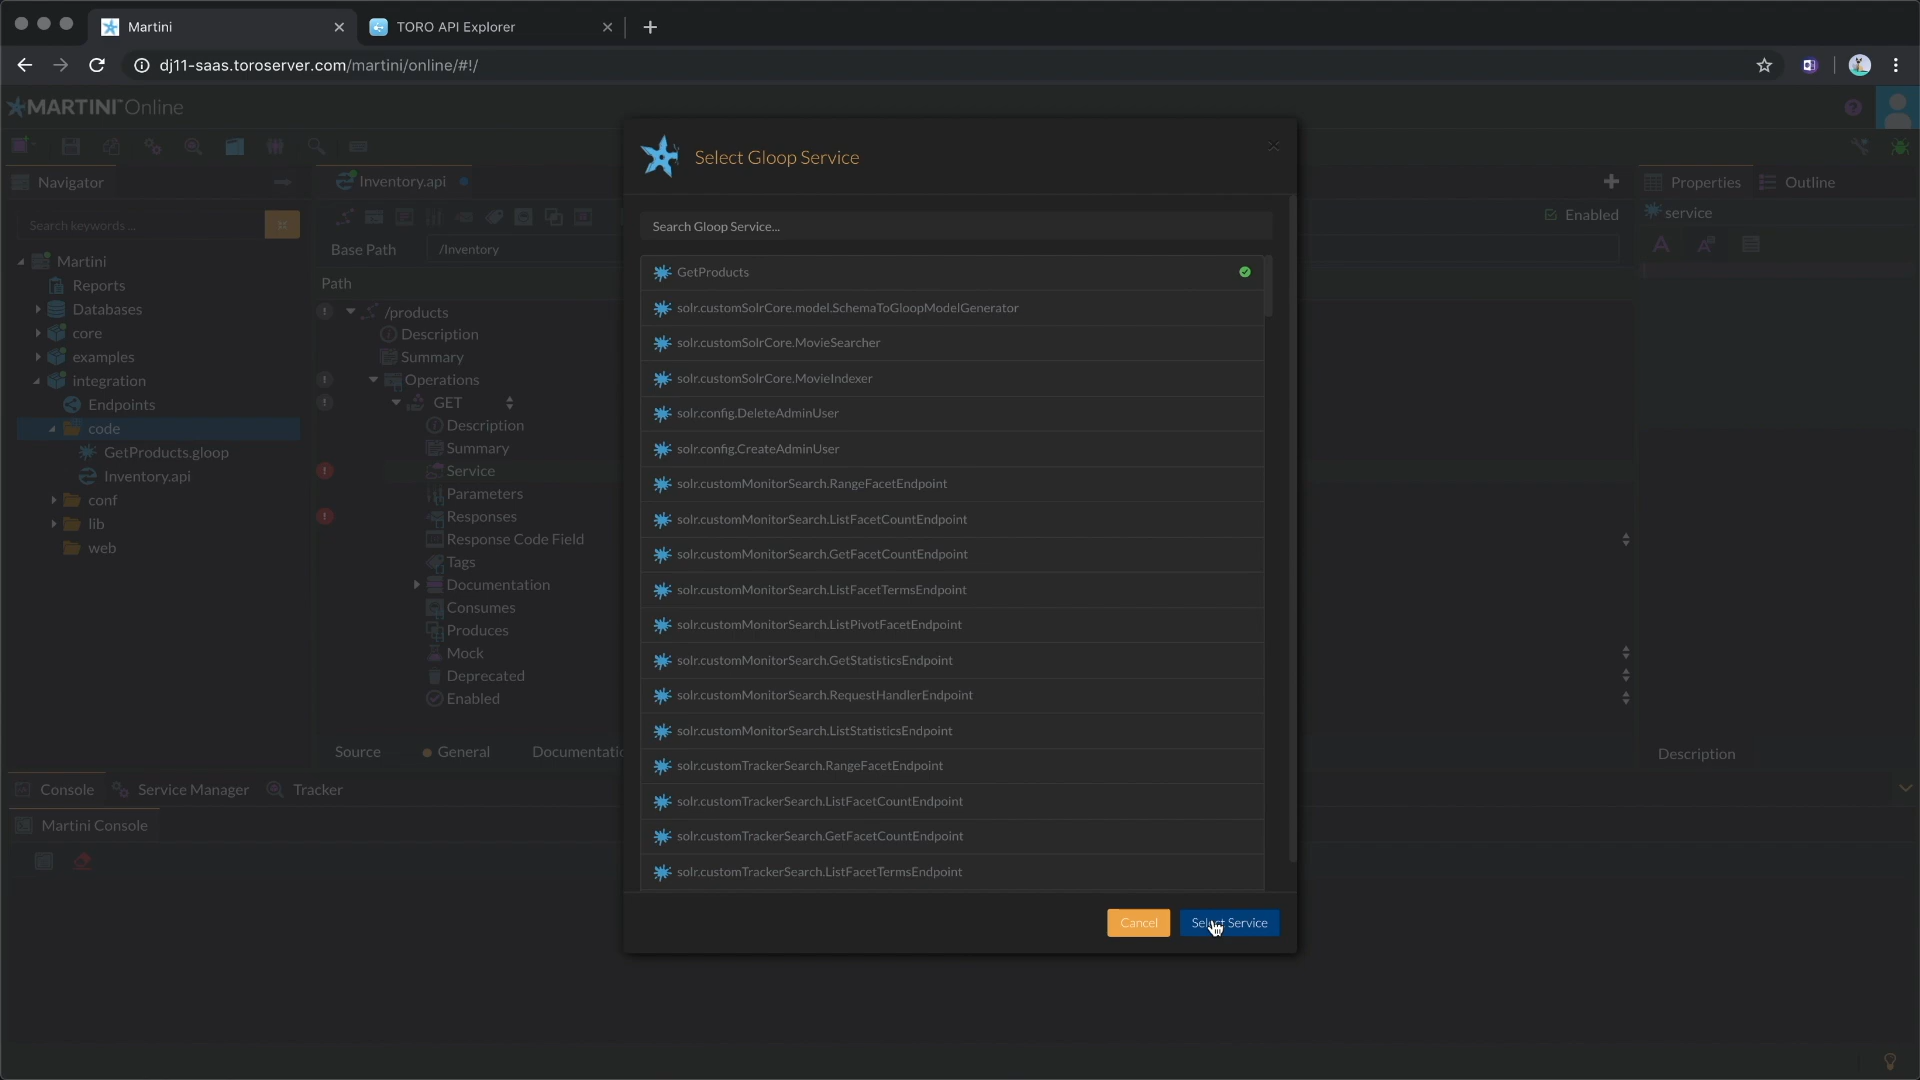 Martini
TORO API Explorer
dj11-saas.toroserver.com/martini/online/#!/
MARTINI™ Online
Navigator
Search keywords ...
Martini
Reports
Databases
core
examples
integration
Endpoints
code
GetProducts.gloop
Inventory.api
conf
lib
web
Inventory.api
Enabled
Base Path
/Inventory
Path
/products
Description
Summary
Operations
GET
Description
Summary
Service
Parameters
Responses
Response Code Field
Tags
Documentation
Consumes
Produces
Mock
Deprecated
Enabled
Source
General
Select Gloop Service
Search Gloop Service...
GetProducts
solr.customSolrCore.model.SchemaToGloopModelGenerator
solr.customSolrCore.MovieSearcher
solr.customSolrCore.MovieIndexer
solr.config.DeleteAdminUser
solr.config.CreateAdminUser
solr.customMonitorSearch.RangeFacetEndpoint
solr.customMonitorSearch.ListFacetCountEndpoint
solr.customMonitorSearch.GetFacetCountEndpoint
solr.customMonitorSearch.ListFacetTermsEndpoint
solr.customMonitorSearch.ListPivotFacetEndpoint
solr.customMonitorSearch.GetStatisticsEndpoint
solr.customMonitorSearch.RequestHandlerEndpoint
solr.customMonitorSearch.ListStatisticsEndpoint
solr.customTrackerSearch.RangeFacetEndpoint
solr.customTrackerSearch.ListFacetCountEndpoint
solr.customTrackerSearch.GetFacetCountEndpoint
solr.customTrackerSearch.ListFacetTermsEndpoint
Cancel
Select Service
Properties
Outline
service
Description
Console
Service Manager
Tracker
Martini Console